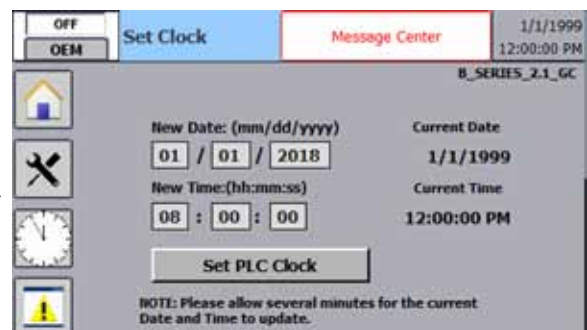 OFF
OEM
Set Clock
Message Center
1/1/1999
12:00:00 PM
B_SERIES_2.1_GC
New Date: (mm/dd/yyyy)
Current Date
01 / 01 / 2018
1/1/1999
New Time:(hh:mm:ss)
Current Time
08 : 00 : 00
12:00:00 PM
Set PLC Clock
NOTE: Please allow several minutes for the current
Date and Time to update.